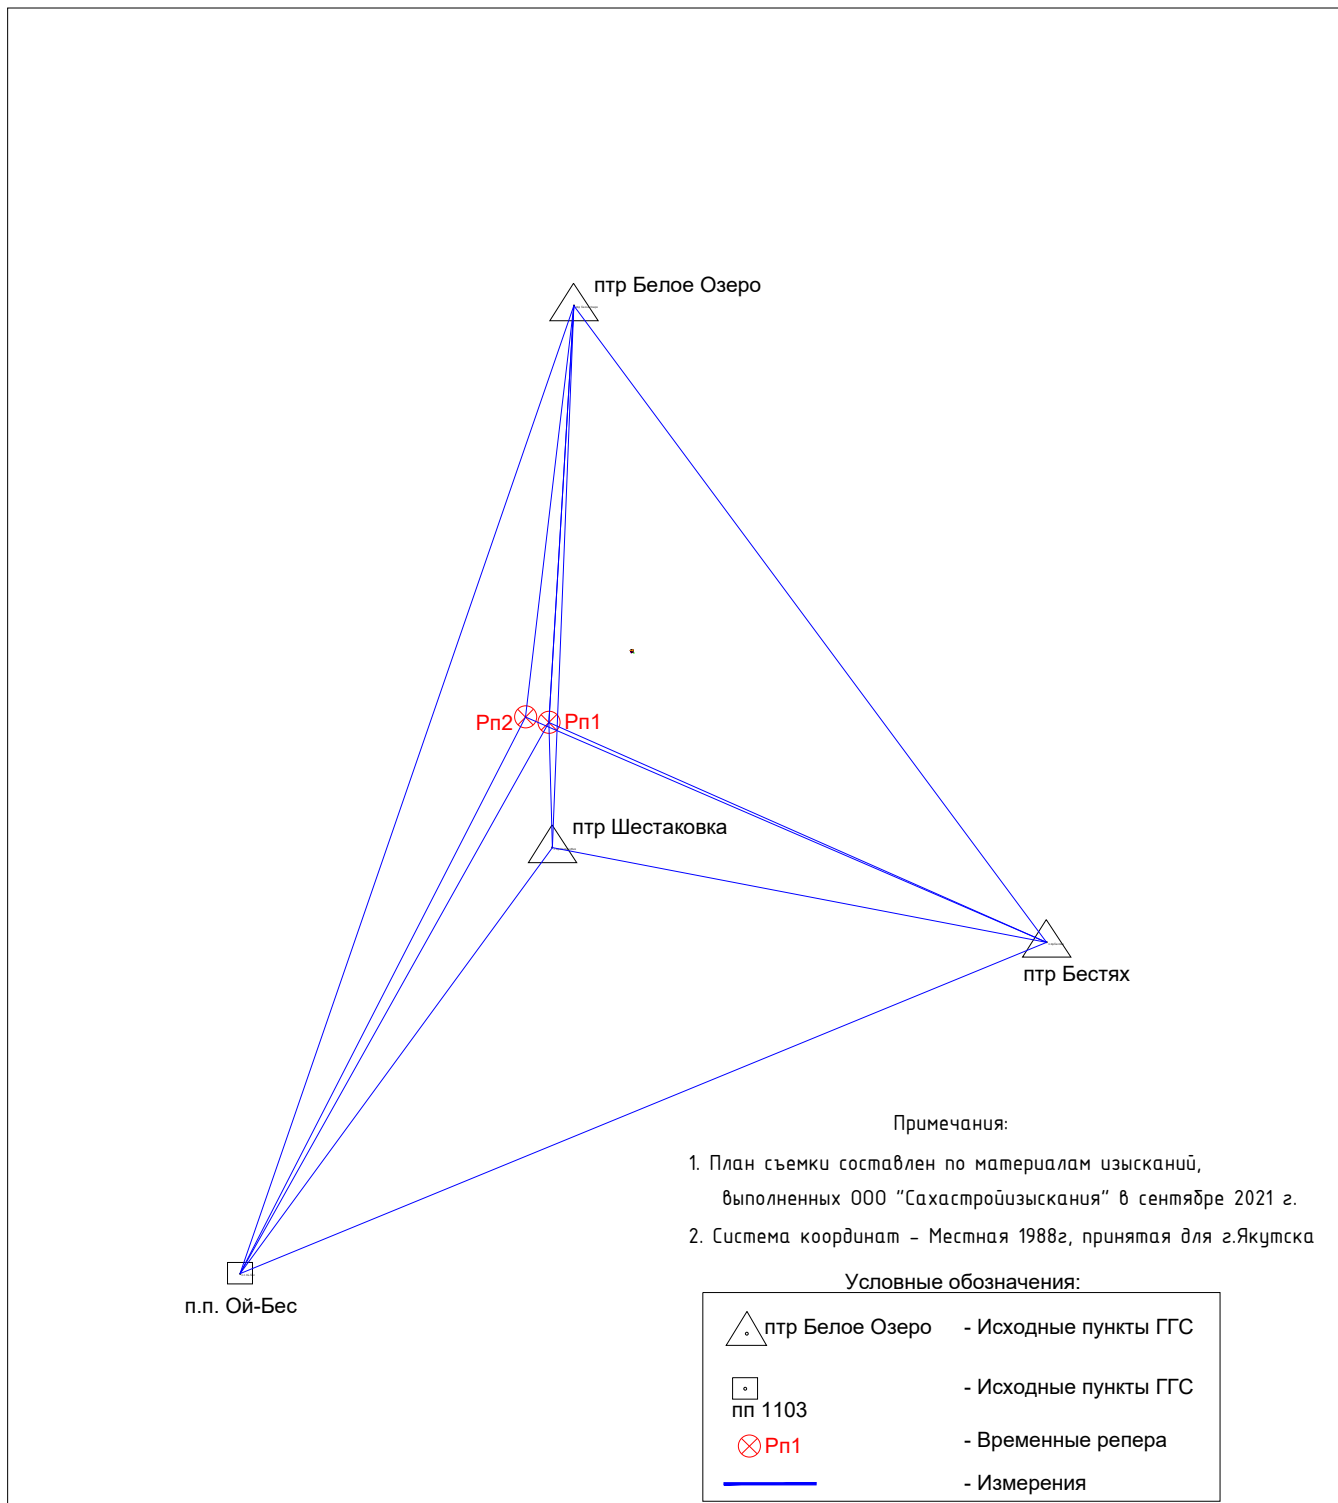 птр Белое Озеро
Рп2
Рп1
птр Шестаковка
птр Бестях
п.п. Ой-Бес
Примечания:
1. План съемки составлен по материалам изысканий,
выполненных ООО "Сахастройизыскания" в сентябре 2021 г.
2. Система координат - Местная 1988г, принятая для г.Якутска
Условные обозначения:
птр Белое Озеро - Исходные пункты ГГС
- Исходные пункты ГГС
пп 1103
Рп1 - Временные репера
- Измерения